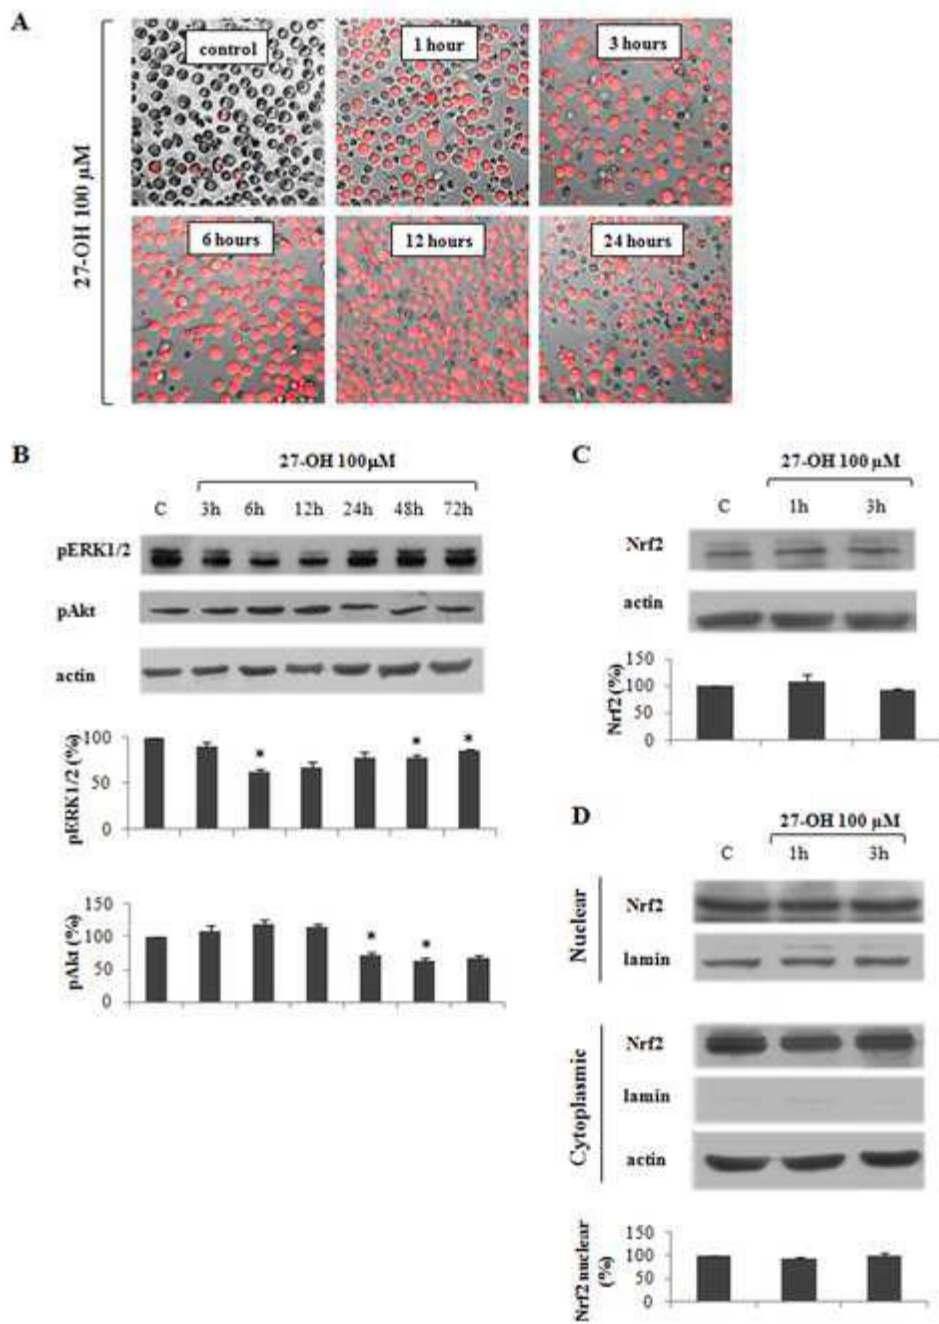 A
27-OH 100 µM
control
1 hour
3 hours
6 hours
12 hours
24 hours
B
27-OH 100µM
C 3h 6h 12h 24h 48h 72h
pERK1/2
pAkt
actin
pERK1/2 (%)
100
50
0
* * *
pAkt (%)
150
100
50
0
* *
C
27-OH 100 µM
C 1h 3h
Nrf2
actin
Nrf2 (%)
150
100
50
0
D
27-OH 100 µM
C 1h 3h
Nuclear
Nrf2
lamin
Cytoplasmic
Nrf2
lamin
actin
Nrf2 nuclear
(%)
150
100
50
0